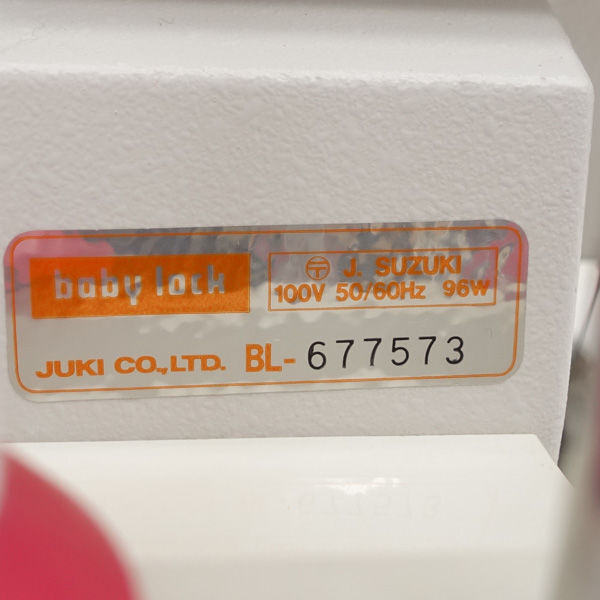 baby lock
〒 J. SUZUKI
100V 50/60Hz 96W
JUKI CO.,LTD. BL-677573